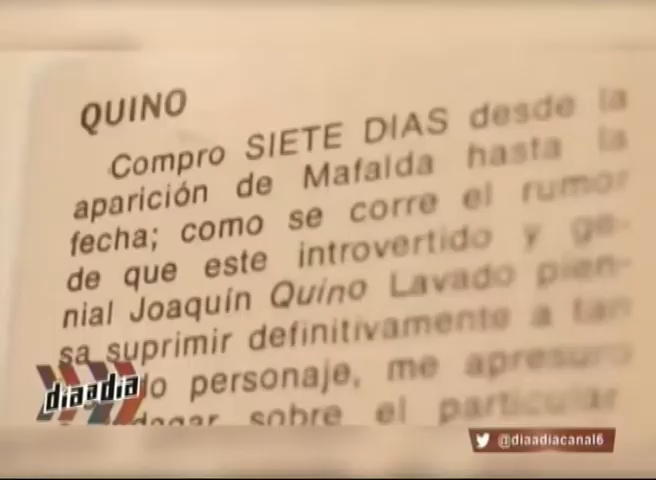 QUINO
Compro SIETE DIAS desde la
aparición de Mafalda hasta la
fecha; como se corre el rumor
de que este introvertido y ge-
nial Joaquín Quino Lavado pien-
sa suprimir definitivamente a tan
personaje, me apresuro
sobre el particular
díaadía
@diaadiacanal6